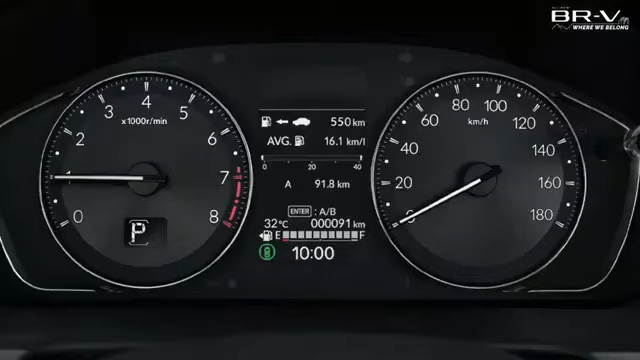 BR-V
WHERE WE BELONG
0 1 2 3 4 5 6 7 8
x1000r/min
P
550 km
AVG. 16.1 km/l
0 20 40
A 91.8 km
ENTER : A/B
32°C 000091 km
E F
10:00
0 20 40 60 80 100 120 140 160 180
km/h